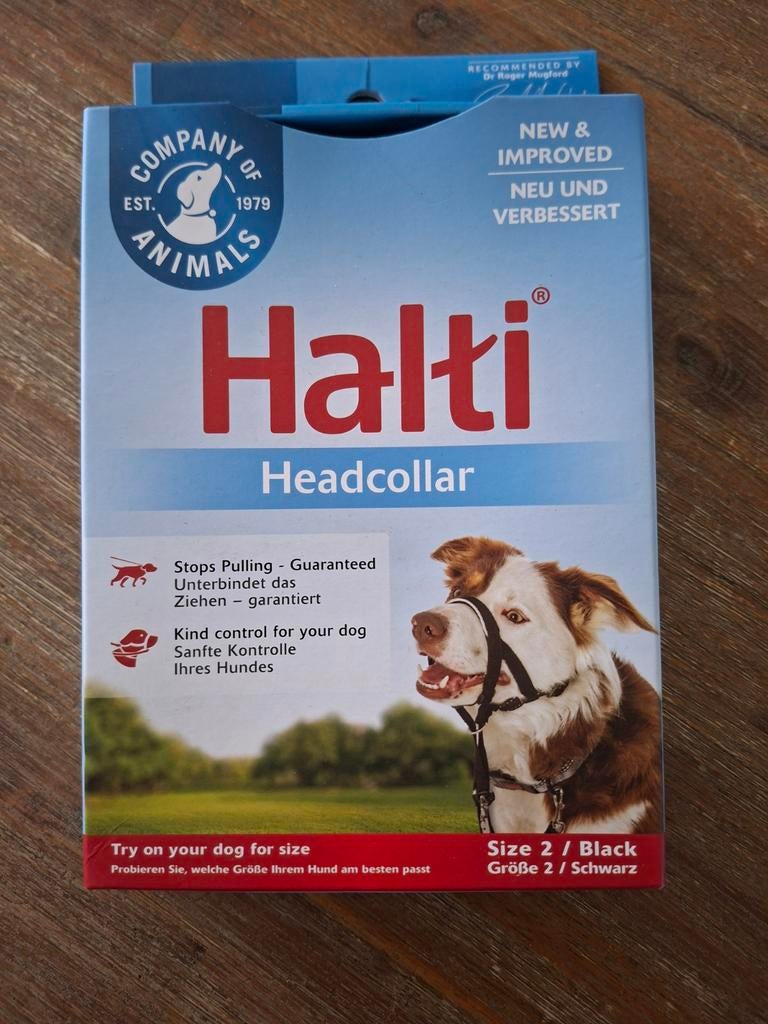 RECOMMENDED BY
Dr Roger Mugford
COMPANY OF
EST. 1979
ANIMALS
NEW &
IMPROVED
NEU UND
VERBESSERT
Halti®
Headcollar
Stops Pulling - Guaranteed
Unterbindet das
Ziehen – garantiert
Kind control for your dog
Sanfte Kontrolle
Ihres Hundes
Try on your dog for size
Probieren Sie, welche Größe Ihrem Hund am besten passt
Size 2 / Black
Größe 2 / Schwarz